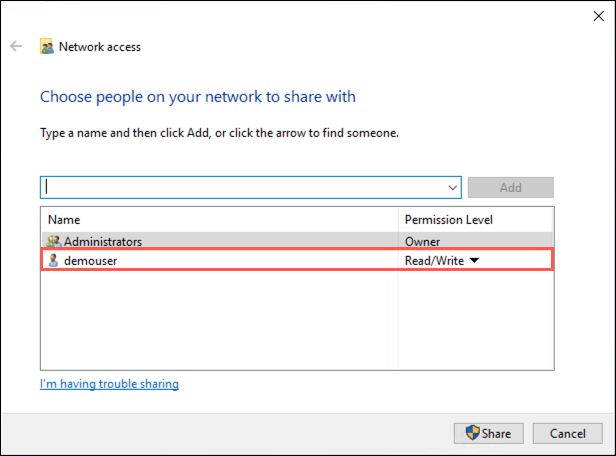 Network access
Choose people on your network to share with
Type a name and then click Add, or click the arrow to find someone.
Add
Name Permission Level
Administrators Owner
demouser Read/Write
I'm having trouble sharing
Share Cancel